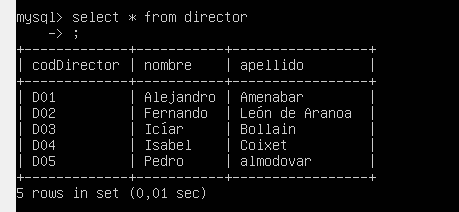 mysql> select * from director
    -> ;
+-------------+-----------+-----------------+
| codDirector | nombre    | apellido        |
+-------------+-----------+-----------------+
| D01         | Alejandro | Amenabar        |
| D02         | Fernando  | León de Aranoa  |
| D03         | Icíar     | Bollain         |
| D04         | Isabel    | Coixet          |
| D05         | Pedro     | almodovar       |
+-------------+-----------+-----------------+
5 rows in set (0,01 sec)